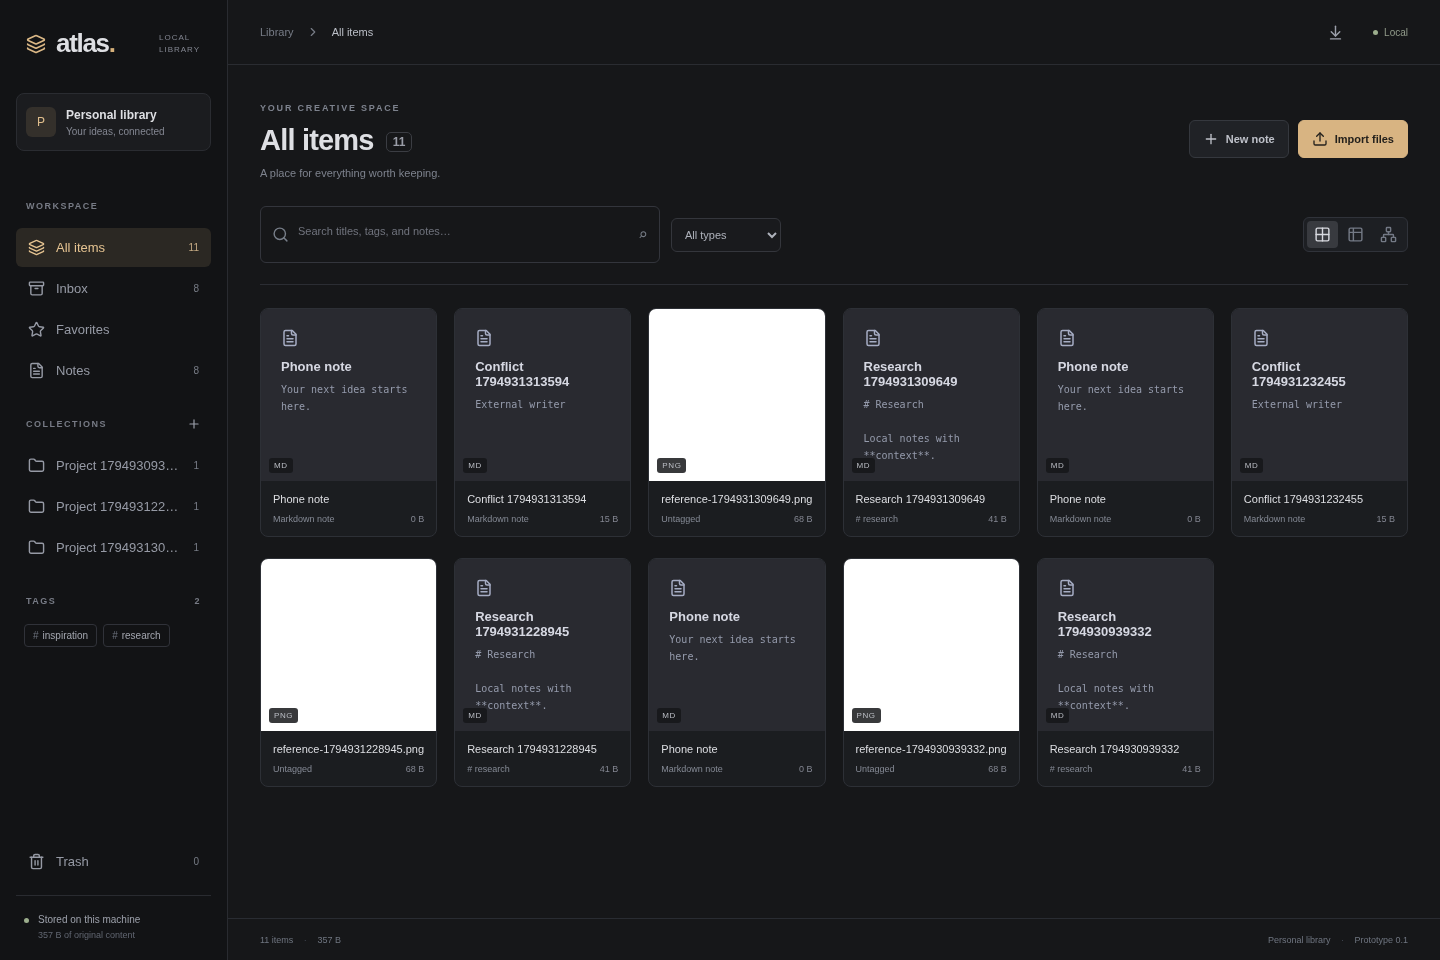 atlas.
LOCAL
LIBRARY
P
Personal library
Your ideas, connected
WORKSPACE
All items 11
Inbox 8
Favorites
Notes 8
COLLECTIONS
Project 179493093… 1
Project 179493122… 1
Project 179493130… 1
TAGS 2
# inspiration # research
Trash 0
Stored on this machine
357 B of original content
Library All items
Local
YOUR CREATIVE SPACE
All items 11
A place for everything worth keeping.
New note Import files
Search titles, tags, and notes…
All types
Phone note
Your next idea starts
here.
MD
Phone note
Markdown note 0 B
Conflict
1794931313594
External writer
MD
Conflict 1794931313594
Markdown note 15 B
PNG
reference-1794931309649.png
Untagged 68 B
Research
1794931309649
# Research
Local notes with
**context**.
MD
Research 1794931309649
# research 41 B
Phone note
Your next idea starts
here.
MD
Phone note
Markdown note 0 B
Conflict
1794931232455
External writer
MD
Conflict 1794931232455
Markdown note 15 B
PNG
reference-1794931228945.png
Untagged 68 B
Research
1794931228945
# Research
Local notes with
**context**.
MD
Research 1794931228945
# research 41 B
Phone note
Your next idea starts
here.
MD
Phone note
Markdown note 0 B
PNG
reference-1794930939332.png
Untagged 68 B
Research
1794930939332
# Research
Local notes with
**context**.
MD
Research 1794930939332
# research 41 B
11 items · 357 B
Personal library · Prototype 0.1